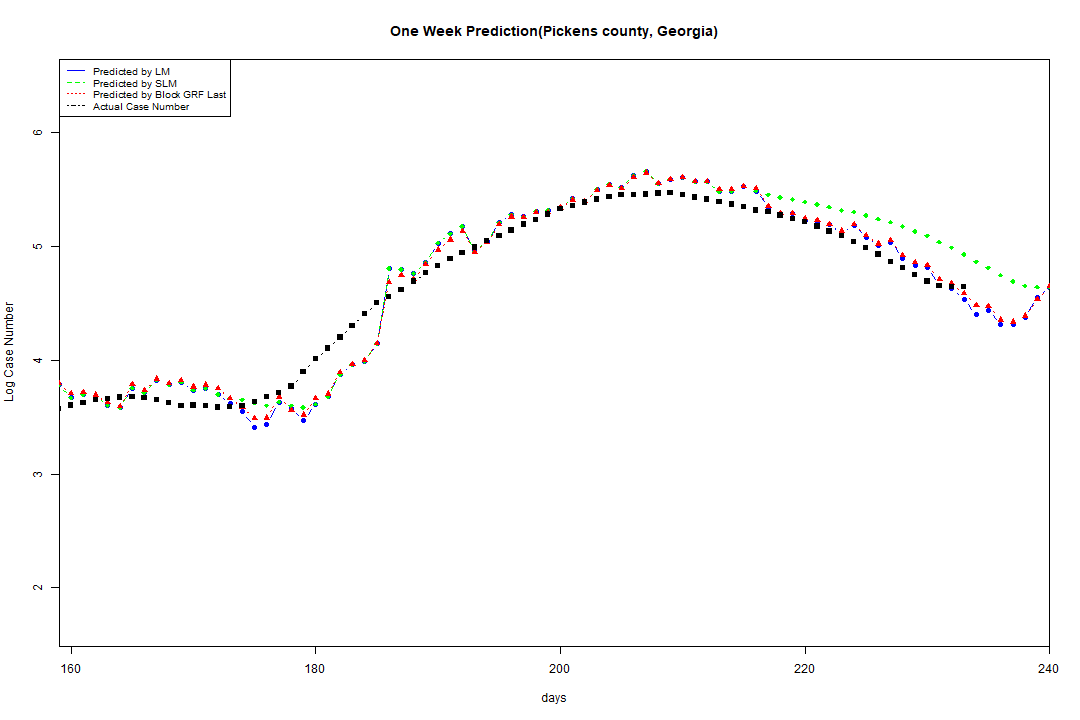 One Week Prediction(Pickens county, Georgia)
Predicted by LM
Predicted by SLM
Predicted by Block GRF Last
Actual Case Number
Log Case Number
6
5
4
3
2
160 180 200 220 240
days